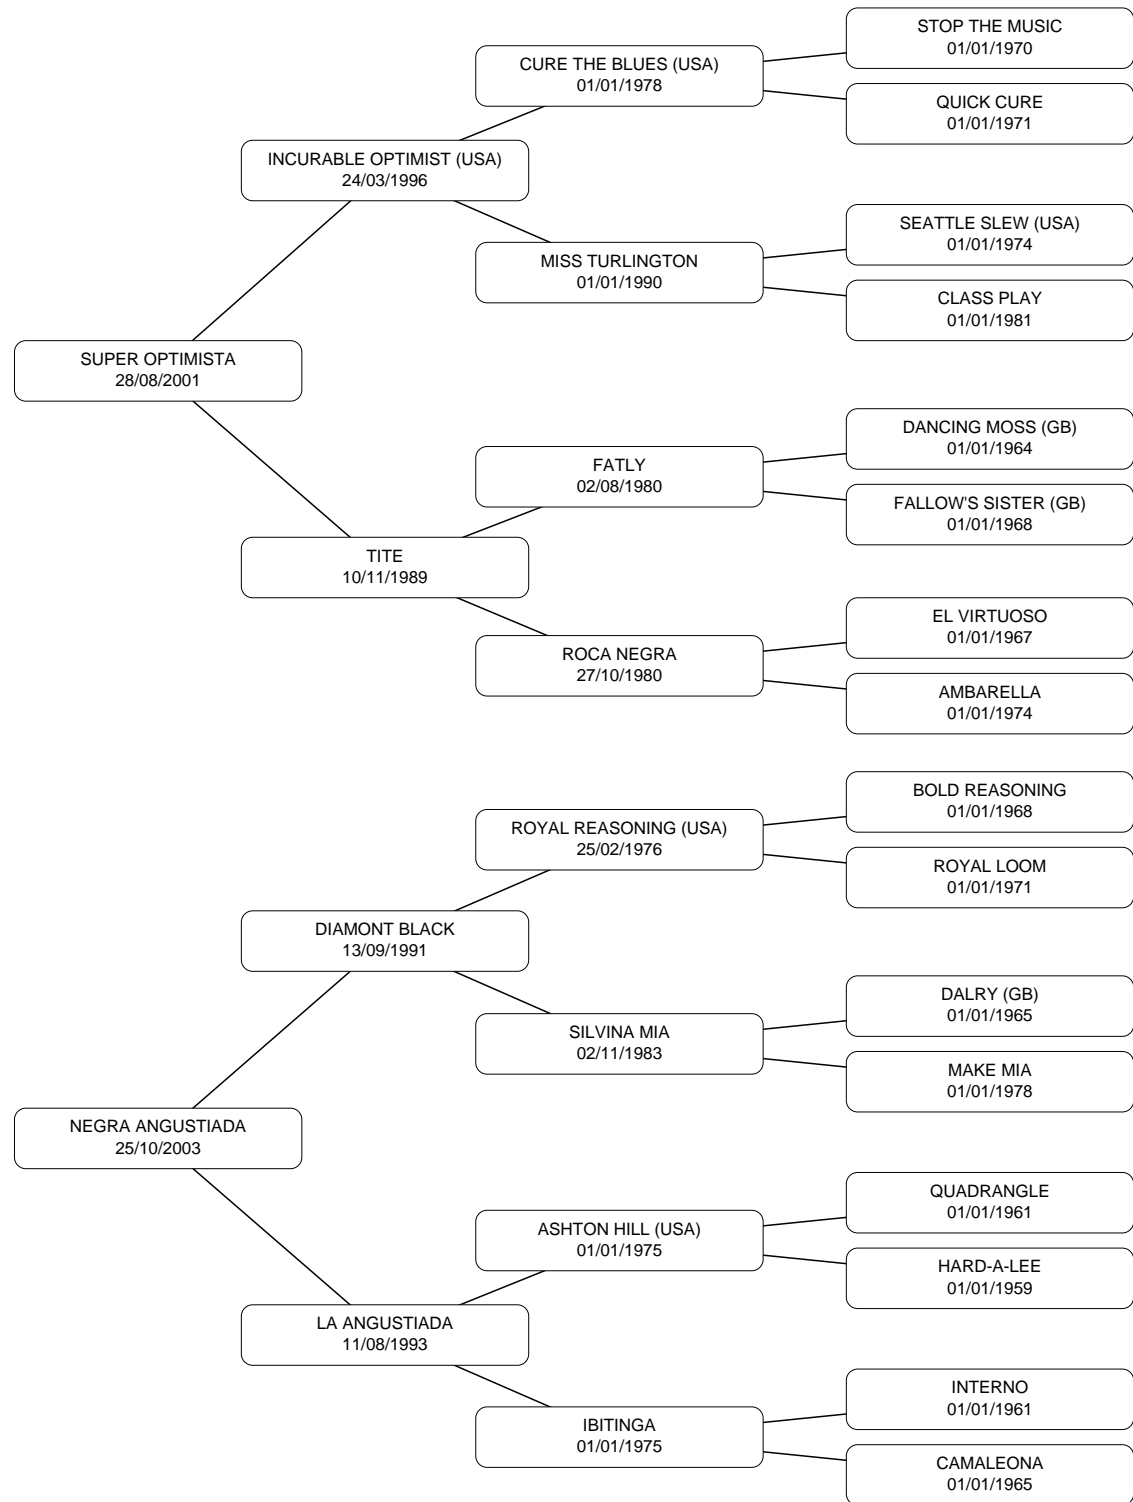 STOP THE MUSIC
01/01/1970
CURE THE BLUES (USA)
01/01/1978
QUICK CURE
01/01/1971
INCURABLE OPTIMIST (USA)
24/03/1996
SEATTLE SLEW (USA)
01/01/1974
MISS TURLINGTON
01/01/1990
CLASS PLAY
01/01/1981
SUPER OPTIMISTA
28/08/2001
DANCING MOSS (GB)
01/01/1964
FATLY
02/08/1980
FALLOW'S SISTER (GB)
01/01/1968
TITE
10/11/1989
EL VIRTUOSO
01/01/1967
ROCA NEGRA
27/10/1980
AMBARELLA
01/01/1974
BOLD REASONING
01/01/1968
ROYAL REASONING (USA)
25/02/1976
ROYAL LOOM
01/01/1971
DIAMONT BLACK
13/09/1991
DALRY (GB)
01/01/1965
SILVINA MIA
02/11/1983
MAKE MIA
01/01/1978
NEGRA ANGUSTIADA
25/10/2003
QUADRANGLE
01/01/1961
ASHTON HILL (USA)
01/01/1975
HARD-A-LEE
01/01/1959
LA ANGUSTIADA
11/08/1993
INTERNO
01/01/1961
IBITINGA
01/01/1975
CAMALEONA
01/01/1965